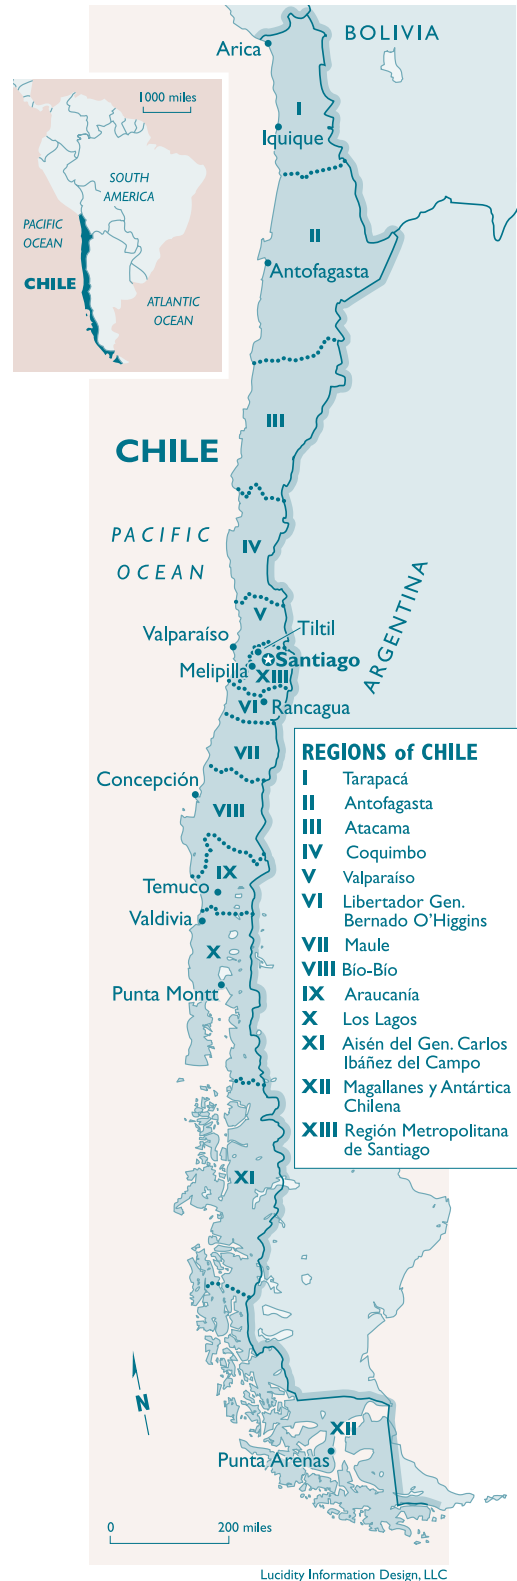 BOLIVIA
Arica
1000 miles
I
Iquique
SOUTH
AMERICA
PACIFIC
OCEAN
II
Antofagasta
CHILE
ATLANTIC
OCEAN
III
CHILE
PACIFIC
OCEAN
IV
ARGENTINA
V
Tiltil
Valparaíso
Santiago
Melipilla
XIII
VI
Rancagua
VII
REGIONS of CHILE
I Tarapacá
II Antofagasta
III Atacama
IV Coquimbo
V Valparaíso
VI Libertador Gen.
Bernado O'Higgins
VII Maule
VIII Bío-Bío
IX Araucanía
X Los Lagos
XI Aisén del Gen. Carlos
Ibáñez del Campo
XII Magallanes y Antártica
Chilena
XIII Región Metropolitana
de Santiago
Concepción
VIII
IX
Temuco
Valdivia
X
Punta Montt
XI
N
XII
Punta Arenas
0 200 miles
Lucidity Information Design, LLC